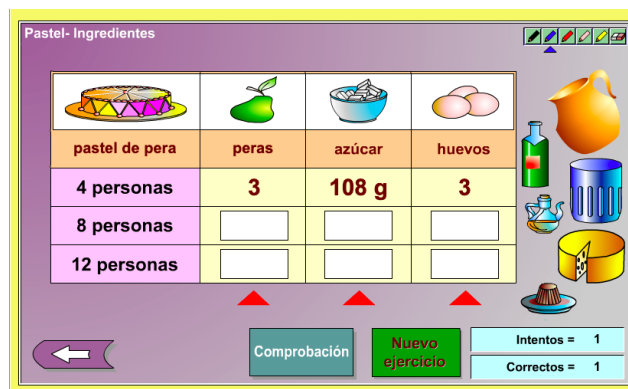 Pastel- Ingredientes
pastel de pera peras azúcar huevos
4 personas 3 108 g 3
8 personas
12 personas
Comprobación
Nuevo
ejercicio
Intentos = 1
Correctos = 1